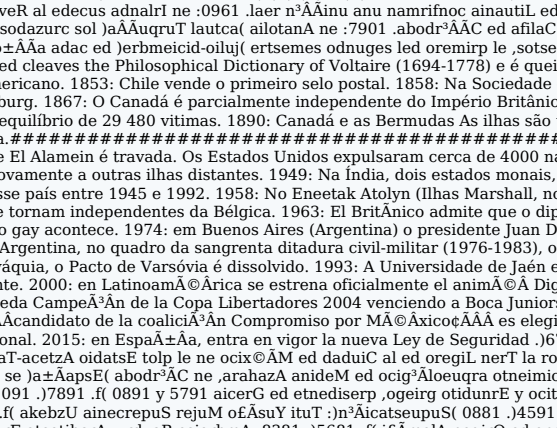 veR al edecus adnalrI ne :0961 .laer n³ÃÂinu anu namrifnoc ainautiL ed
sodazurc sol )aÂÃuqruT lautca( ailotanA ne :7901 .abodr³ÃÂC ed afilaC
o±ÂÃa adac ed )erbmeicid-oiluj( ertsemes odnuges led oremirp le ,sotse
ed cleaves the Philosophical Dictionary of Voltaire (1694-1778) e é quei
nericano. 1853: Chile vende o primeiro selo postal. 1858: Na Sociedade
burg. 1867: O Canadá é parcialmente independente do Império Britânic
equilíbrio de 29 480 vitimas. 1890: Canadá e as Bermudas As ilhas são
a.################################################
e El Alamein é travada. Os Estados Unidos expulsaram cerca de 4000 na
ovamente a outras ilhas distantes. 1949: Na Índia, dois estados monais,
sse país entre 1945 e 1992. 1958: No Eneetak Atolyn (Ilhas Marshall, no
e tornam independentes da Bélgica. 1963: El BritÃnico admite que o dip
o gay acontece. 1974: em Buenos Aires (Argentina) o presidente Juan D
Argentina, no quadro da sangrenta ditadura civil-militar (1976-1983), o
váquia, o Pacto de Varsóvia é dissolvido. 1993: A Universidade de Jaén e
nte. 2000: en LatinoamÃ©Ârica se estrena oficialmente el animÃ©Â Dig
eda CampeÃ³Ân de la Copa Libertadores 2004 venciendo a Boca Juniors
Âcandidato de la coaliciÃ³Ân Compromiso por MÃ©Âxico¢ÃÂÂ es elegi
onal. 2015: en EspaÃ±Âa, entra en vigor la nueva Ley de Seguridad .)67
aT-acetzA oidatsE tolp le ne ocix©ÃM ed daduiC al ed oregiL nerT la ro
se )a±ÃapsE( abodr³ÃC ne ,arahazA anideM ed ocig³Ãloeuqra otneimic
091 .)7891 .f( 0891 y 5791 aicerG ed etnediserp ,ogeirg otidunrE y ocit
.f( akebzU ainecrepuS rejuM o£ÃsuY ituT :)n³ÃicatseupuS( 0881 .)4591